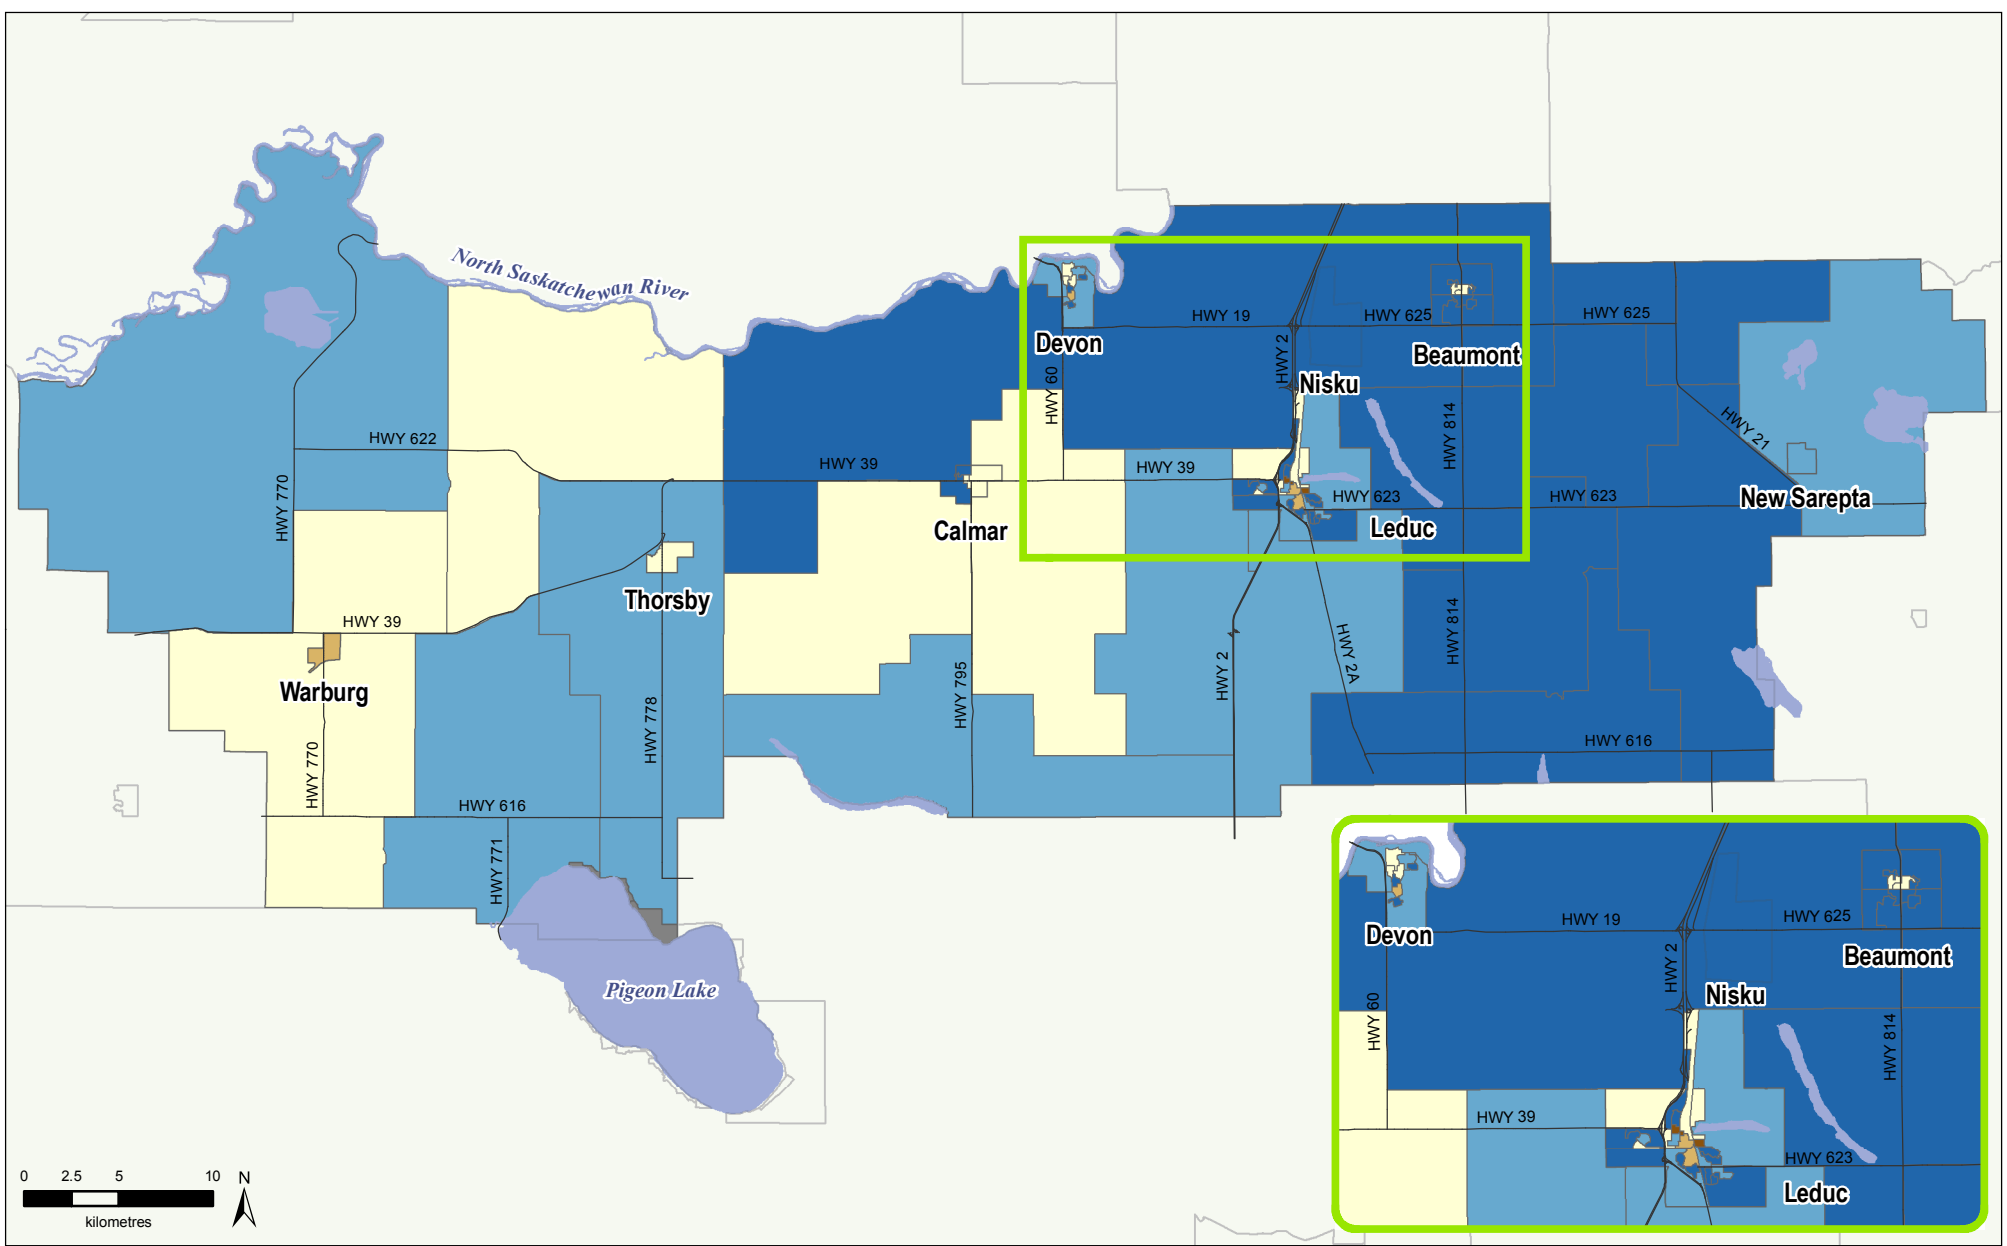 North Saskatchewan River
HWY 19
HWY 625
HWY 625
Devon
HWY 2
Beaumont
Nisku
HWY 60
HWY 814
HWY 21
HWY 622
HWY 39
HWY 39
HWY 770
HWY 623
HWY 623
New Sarepta
Calmar
Leduc
Thorsby
HWY 39
HWY 814
HWY 2A
HWY 2
Warburg
HWY 795
HWY 778
HWY 616
HWY 770
HWY 616
HWY 771
Pigeon Lake
HWY 19
HWY 625
Devon
HWY 2
Beaumont
Nisku
HWY 60
HWY 814
HWY 39
HWY 623
Leduc
0 2.5 5 10
kilometres
N